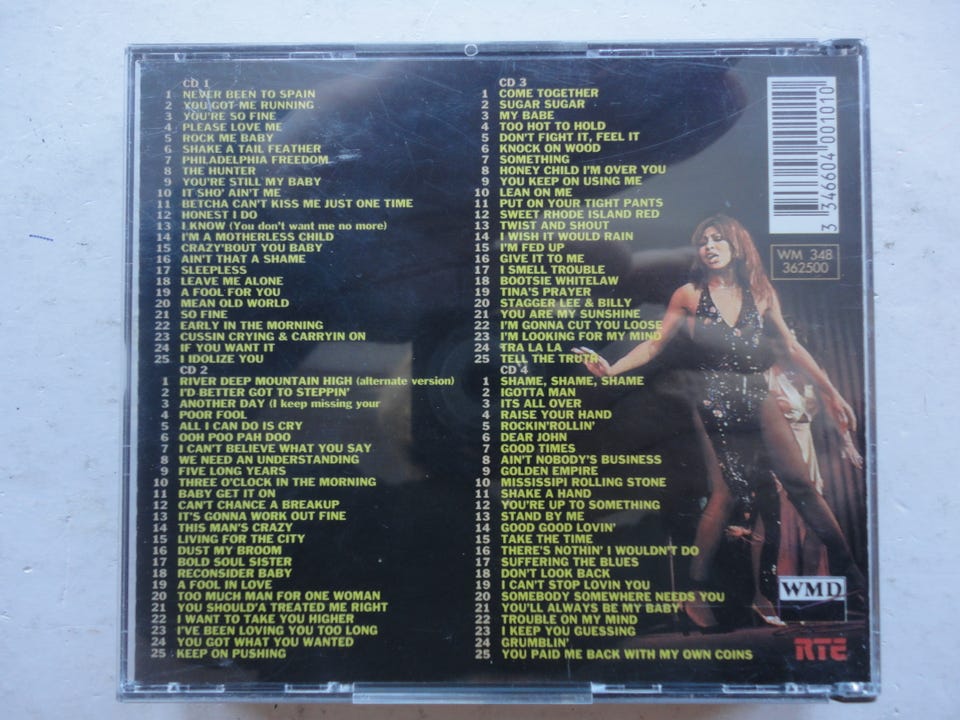 CD 1
1 NEVER BEEN TO SPAIN
2 YOU GOT ME RUNNING
3 YOU'RE SO FINE
4 PLEASE LOVE ME
5 ROCK ME BABY
6 SHAKE A TAIL FEATHER
7 PHILADELPHIA FREEDOM
8 THE HUNTER
9 YOU'RE STILL MY BABY
10 IT SHO' AIN'T ME
11 BETCHA CAN'T KISS ME JUST ONE TIME
12 HONEST I DO
13 I KNOW (You don't want me no more)
14 I'M A MOTHERLESS CHILD
15 CRAZY'BOUT YOU BABY
16 AIN'T THAT A SHAME
17 SLEEPLESS
18 LEAVE ME ALONE
19 A FOOL FOR YOU
20 MEAN OLD WORLD
21 SO FINE
22 EARLY IN THE MORNING
23 CUSSIN CRYING & CARRYIN ON
24 IF YOU WANT IT
25 I IDOLIZE YOU
CD 2
1 RIVER DEEP MOUNTAIN HIGH (alternate version)
2 I'D BETTER GOT TO STEPPIN'
3 ANOTHER DAY (I keep missing your
4 POOR FOOL
5 ALL I CAN DO IS CRY
6 OOH POO PAH DOO
7 I CAN'T BELIEVE WHAT YOU SAY
8 WE NEED AN UNDERSTANDING
9 FIVE LONG YEARS
10 THREE O'CLOCK IN THE MORNING
11 BABY GET IT ON
12 CAN'T CHANCE A BREAKUP
13 IT'S GONNA WORK OUT FINE
14 THIS MAN'S CRAZY
15 LIVING FOR THE CITY
16 DUST MY BROOM
17 BOLD SOUL SISTER
18 RECONSIDER BABY
19 A FOOL IN LOVE
20 TOO MUCH MAN FOR ONE WOMAN
21 YOU SHOULD'A TREATED ME RIGHT
22 I WANT TO TAKE YOU HIGHER
23 I'VE BEEN LOVING YOU TOO LONG
24 YOU GOT WHAT YOU WANTED
25 KEEP ON PUSHING
CD 3
1 COME TOGETHER
2 SUGAR SUGAR
3 MY BABE
4 TOO HOT TO HOLD
5 DON'T FIGHT IT, FEEL IT
6 KNOCK ON WOOD
7 SOMETHING
8 HONEY CHILD I'M OVER YOU
9 YOU KEEP ON USING ME
10 LEAN ON ME
11 PUT ON YOUR TIGHT PANTS
12 SWEET RHODE ISLAND RED
13 TWIST AND SHOUT
14 I WISH IT WOULD RAIN
15 I'M FED UP
16 GIVE IT TO ME
17 I SMELL TROUBLE
18 BOOTSIE WHITELAW
19 TINA'S PRAYER
20 STAGGER LEE & BILLY
21 YOU ARE MY SUNSHINE
22 I'M GONNA CUT YOU LOOSE
23 I'M LOOKING FOR MY MIND
24 TRA LA LA
25 TELL THE TRUTH
CD 4
1 SHAME, SHAME, SHAME
2 IGOTTA MAN
3 ITS ALL OVER
4 RAISE YOUR HAND
5 ROCKIN'ROLLIN'
6 DEAR JOHN
7 GOOD TIMES
8 AIN'T NOBODY'S BUSINESS
9 GOLDEN EMPIRE
10 MISSISSIPI ROLLING STONE
11 SHAKE A HAND
12 YOU'RE UP TO SOMETHING
13 STAND BY ME
14 GOOD GOOD LOVIN'
15 TAKE THE TIME
16 THERE'S NOTHIN' I WOULDN'T DO
17 SUFFERING THE BLUES
18 DON'T LOOK BACK
19 I CAN'T STOP LOVIN YOU
20 SOMEBODY SOMEWHERE NEEDS YOU
21 YOU'LL ALWAYS BE MY BABY
22 TROUBLE ON MY MIND
23 I KEEP YOU GUESSING
24 GRUMBLIN'
25 YOU PAID ME BACK WITH MY OWN COINS
3 346604 001010
WM 348
362500
WMD
RTE